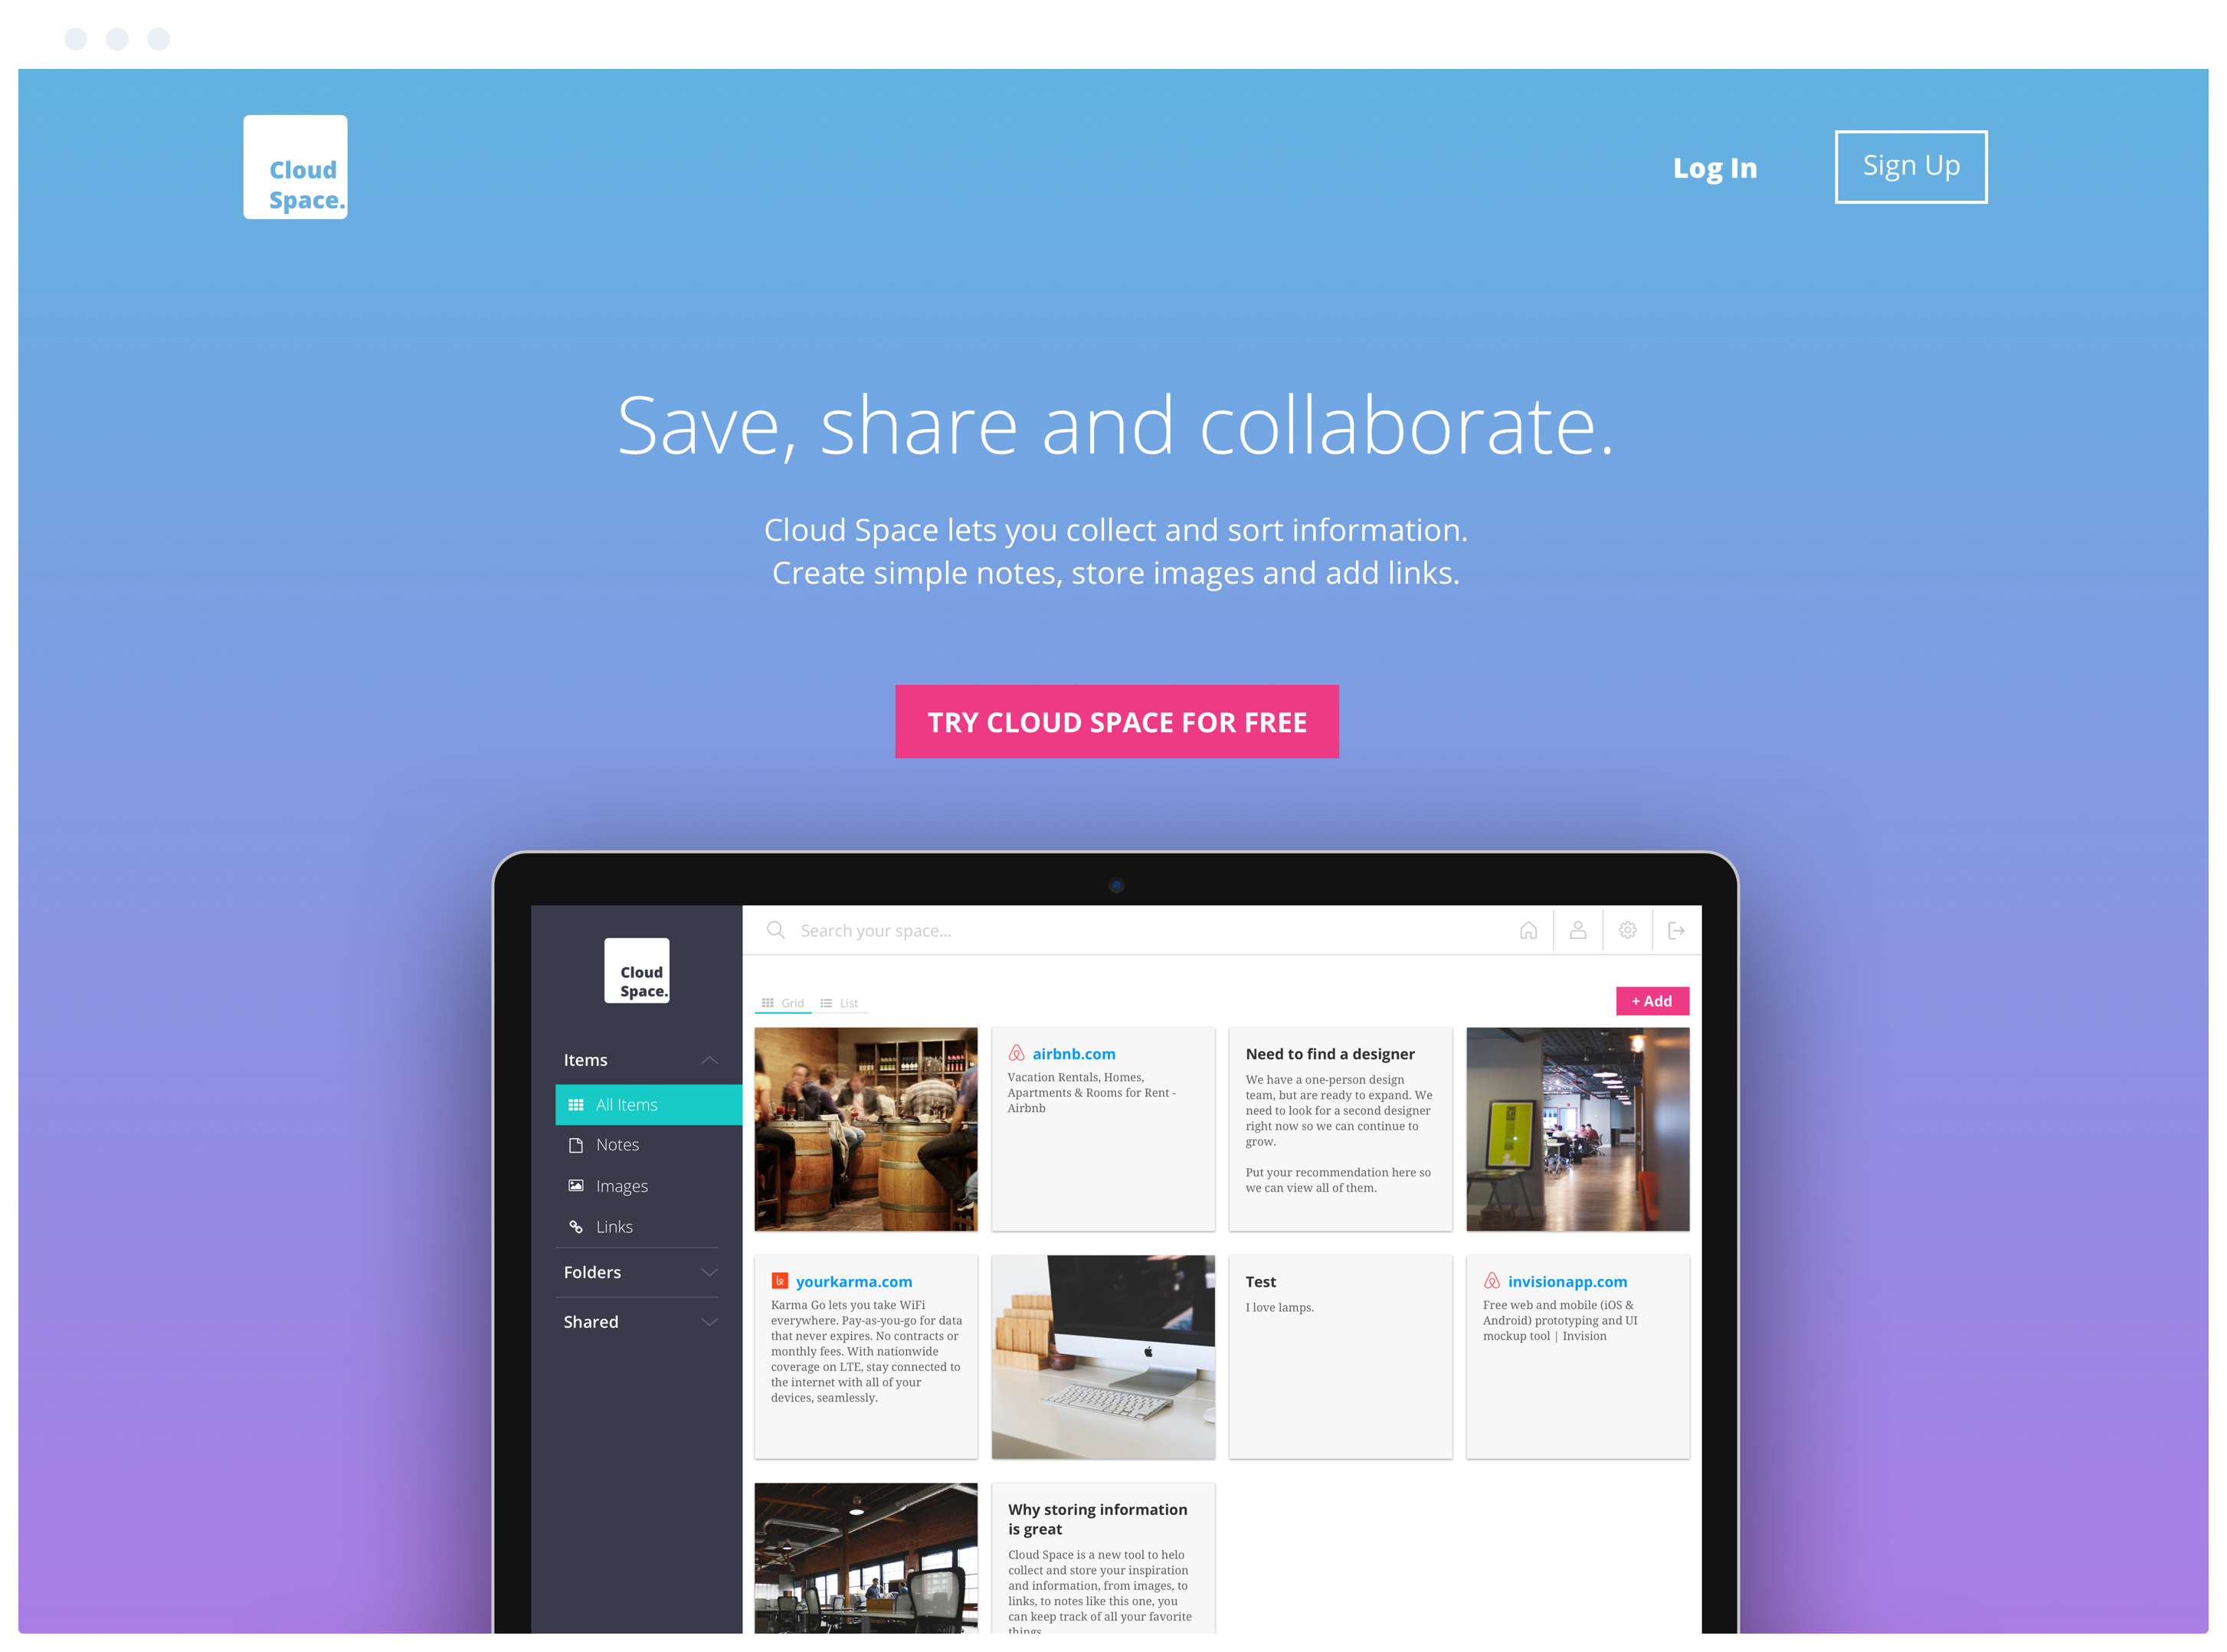 Cloud
Space.
Log In
Sign Up
Save, share and collaborate.
Cloud Space lets you collect and sort information.
Create simple notes, store images and add links.
TRY CLOUD SPACE FOR FREE
Cloud
Space.
Search your space...
Items
All Items
Notes
Images
Links
Folders
Shared
Grid
List
+ Add
airbnb.com
Vacation Rentals, Homes,
Apartments & Rooms for Rent -
Airbnb
Need to find a designer
We have a one-person design
team, but are ready to expand. We
need to look for a second designer
right now so we can continue to
grow.
Put your recommendation here so
we can view all of them.
yourkarma.com
Karma Go lets you take WiFi
everywhere. Pay-as-you-go for data
that never expires. No contracts or
monthly fees. With nationwide
coverage on LTE, stay connected to
the internet with all of your
devices, seamlessly.
Test
I love lamps.
invisionapp.com
Free web and mobile (iOS &
Android) prototyping and UI
mockup tool | Invision
Why storing information
is great
Cloud Space is a new tool to helo
collect and store your inspiration
and information, from images, to
links, to notes like this one, you
can keep track of all your favorite
things